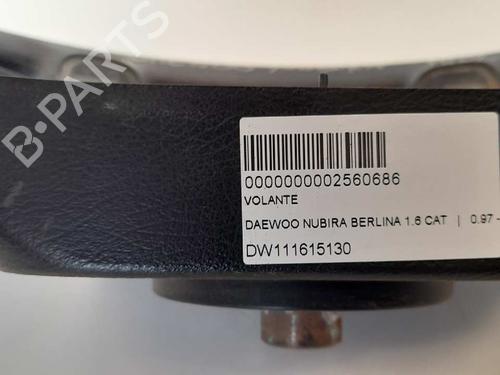 B-PARTS
0000000002560686
VOLANTE
DAEWOO NUBIRA BERLINA 1.6 CAT | 0.97 -
DW111615130